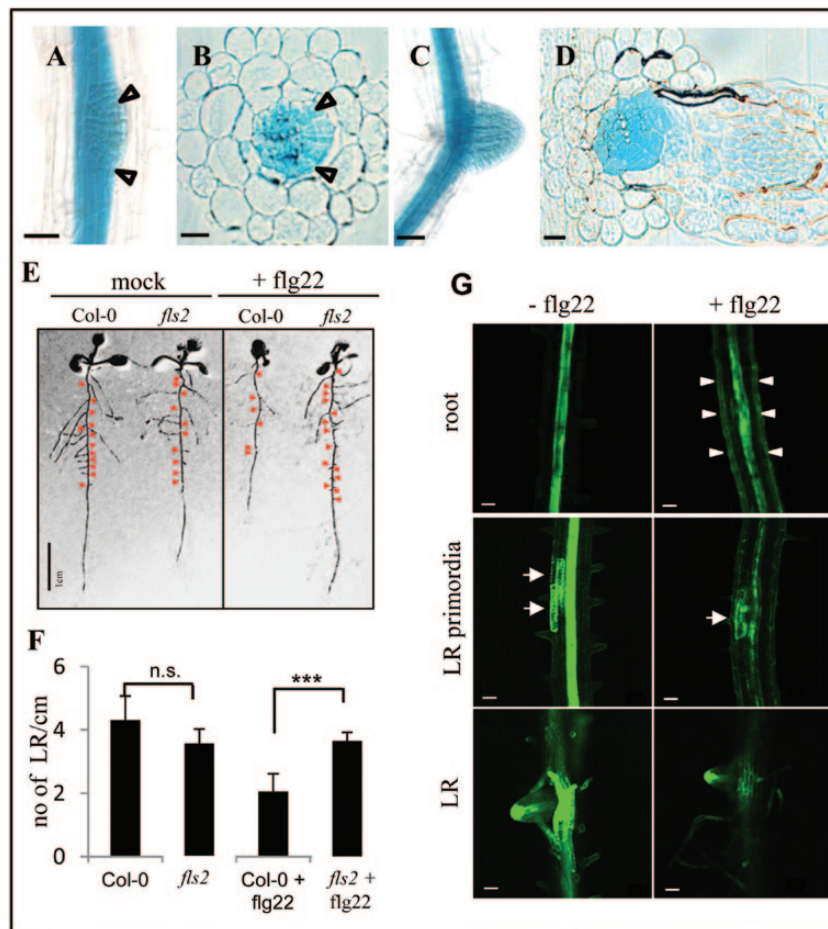 A
B
C
D
E
mock
+ flg22
Col-0 fls2 Col-0 fls2
1cm
F
n.s.
***
6
4
2
0
no of LR/cm
Col-0
fls2
Col-0 +
flg22
fls2 +
flg22
G
- flg22
+ flg22
root
LR primordia
LR